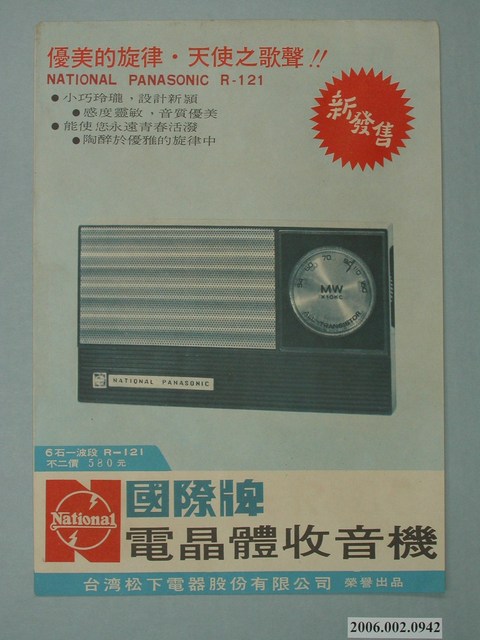 優美的旋律・天使之歌聲!!
NATIONAL PANASONIC R-121
●小巧玲瓏，設計新穎
●感度靈敏，音質優美
●能使您永遠青春活潑
●陶醉於優雅的旋律中
新發售
MW
NATIONAL PANASONIC
6石一波段 R-121
不二價 580元
National
國際牌
電晶體收音機
台湾松下電器股份有限公司 榮譽出品
2006.002.0942